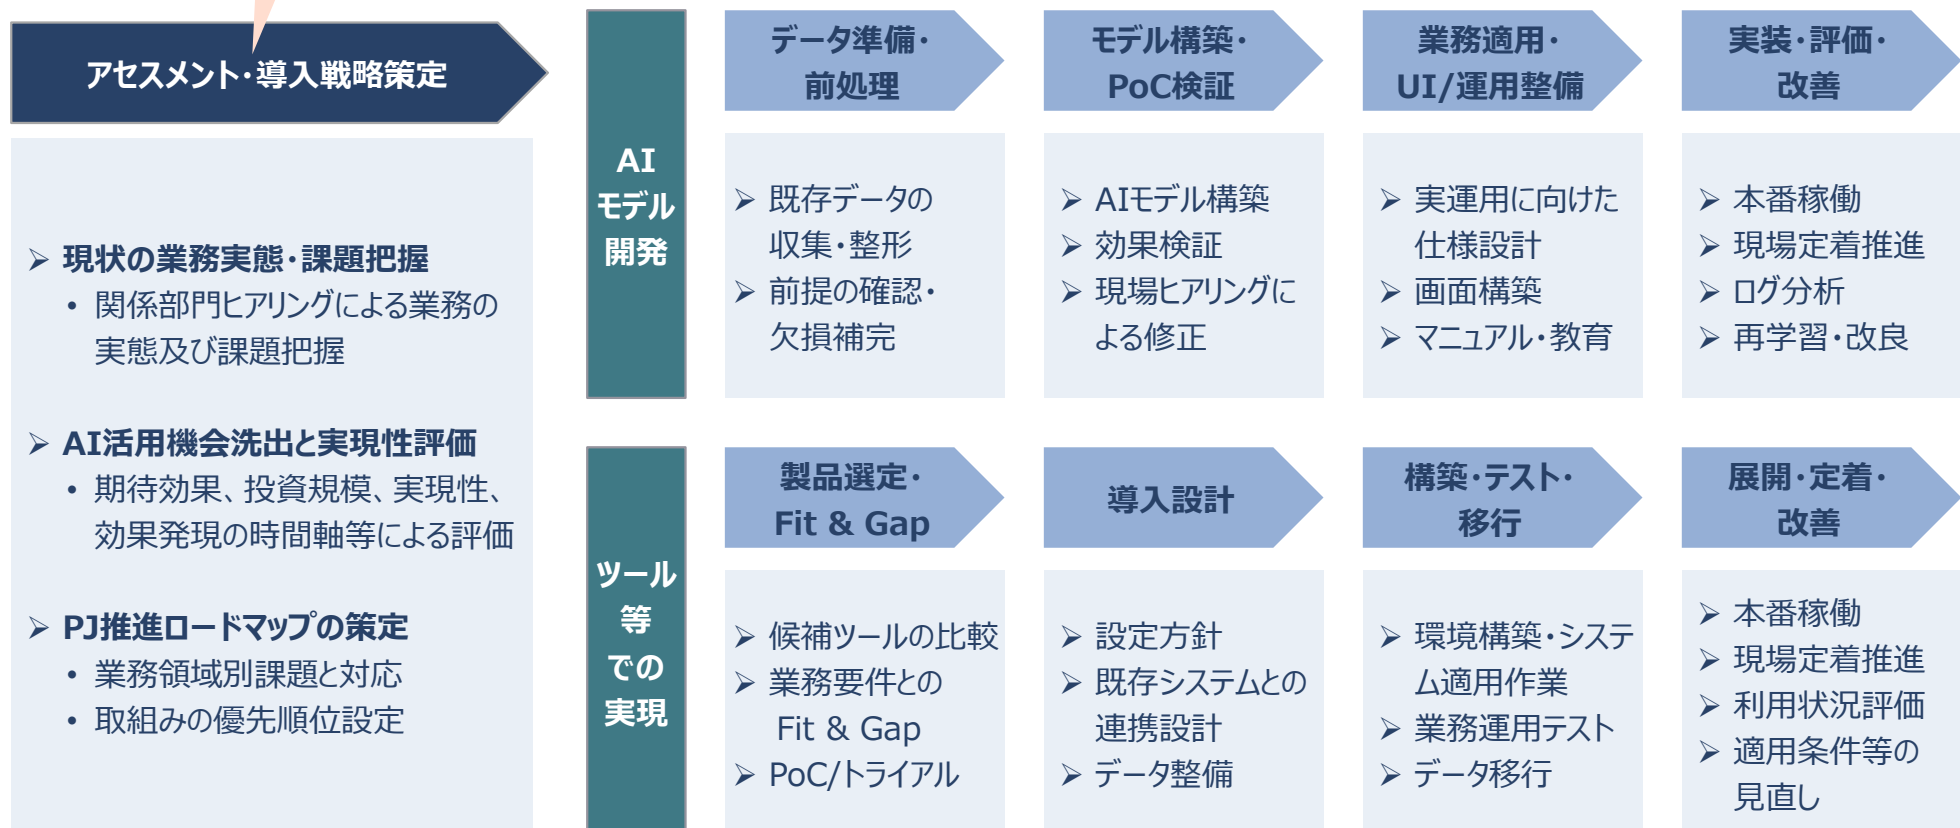 アセスメント・導入戦略策定
➢ 現状の業務実態・課題把握
• 関係部門ヒアリングによる業務の
実態及び課題把握
➢ AI活用機会洗出と実現性評価
• 期待効果、投資規模、実現性、
効果発現の時間軸等による評価
➢ PJ推進ロードマップの策定
• 業務領域別課題と対応
• 取組みの優先順位設定
AI
モデル
開発
データ準備・
前処理
➢ 既存データの
収集・整形
➢ 前提の確認・
欠損補完
モデル構築・
PoC検証
➢ AIモデル構築
➢ 効果検証
➢ 現場ヒアリングに
よる修正
業務適用・
UI/運用整備
➢ 実運用に向けた
仕様設計
➢ 画面構築
➢ マニュアル・教育
実装・評価・
改善
➢ 本番稼働
➢ 現場定着推進
➢ ログ分析
➢ 再学習・改良
ツール
等
での
実現
製品選定・
Fit & Gap
➢ 候補ツールの比較
➢ 業務要件との
Fit & Gap
➢ PoC/トライアル
導入設計
➢ 設定方針
➢ 既存システムとの
連携設計
➢ データ整備
構築・テスト・
移行
➢ 環境構築・システ
ム適用作業
➢ 業務運用テスト
➢ データ移行
展開・定着・
改善
➢ 本番稼働
➢ 現場定着推進
➢ 利用状況評価
➢ 適用条件等の
見直し